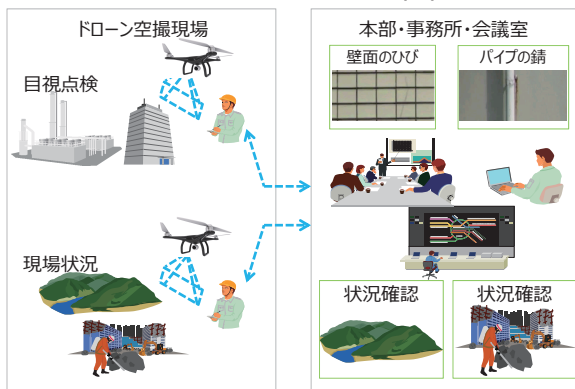 ドローン空撮現場
目視点検
現場状況
本部・事務所・会議室
壁面のひび
パイプの錆
状況確認
状況確認